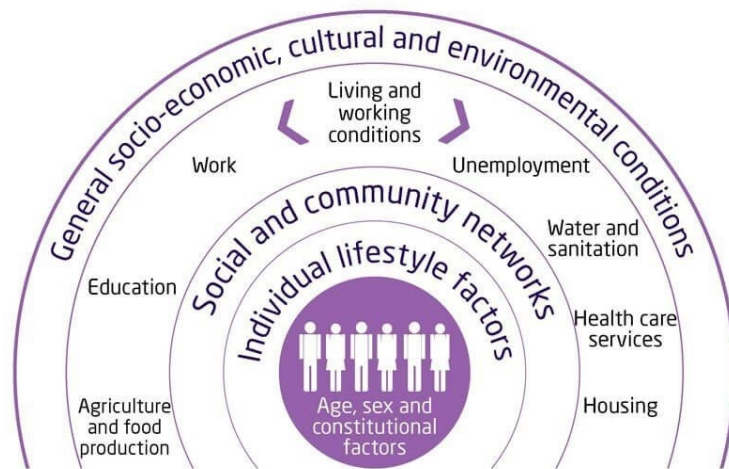 General socio-economic, cultural and environmental conditions
Living and
working
conditions
Work
Unemployment
Social and community networks
Water and
sanitation
Individual lifestyle factors
Education
Health care
services
Agriculture
and food
production
Housing
Age, sex and
constitutional
factors